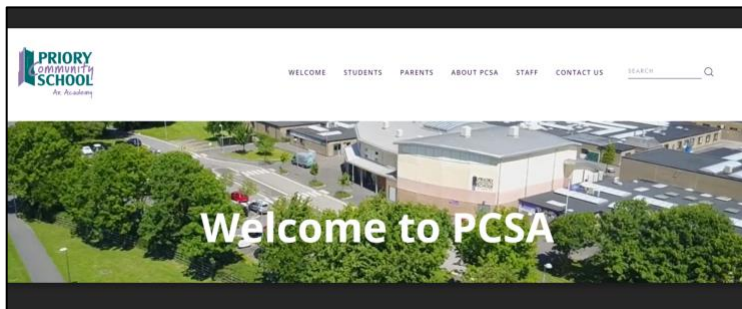 PRIORY
Community
SCHOOL
An Academy
WELCOME STUDENTS PARENTS ABOUT PCSA STAFF CONTACT US SEARCH
Welcome to PCSA